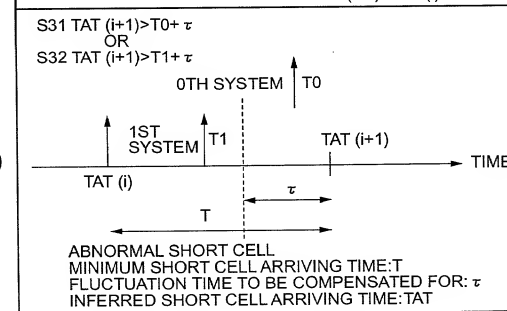 S31 TAT (i+1)>T0+ τ
OR
S32 TAT (i+1)>T1+ τ
0TH SYSTEM
T0
1ST
SYSTEM
T1
TAT (i+1)
TIME
TAT (i)
τ
T
ABNORMAL SHORT CELL
MINIMUM SHORT CELL ARRIVING TIME:T
FLUCTUATION TIME TO BE COMPENSATED FOR: τ
INFERRED SHORT CELL ARRIVING TIME:TAT